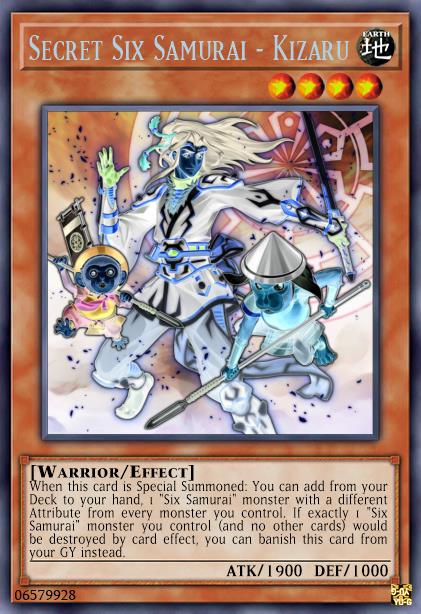 SECRET SIX SAMURAI - KIZARU
EARTH
地
[WARRIOR/EFFECT]
When this card is Special Summoned: You can add from your
Deck to your hand, 1 "Six Samurai" monster with a different
Attribute from every monster you control. If exactly 1 "Six
Samurai" monster you control (and no other cards) would
be destroyed by card effect, you can banish this card from
your GY instead.
ATK/1900 DEF/1000
06579928